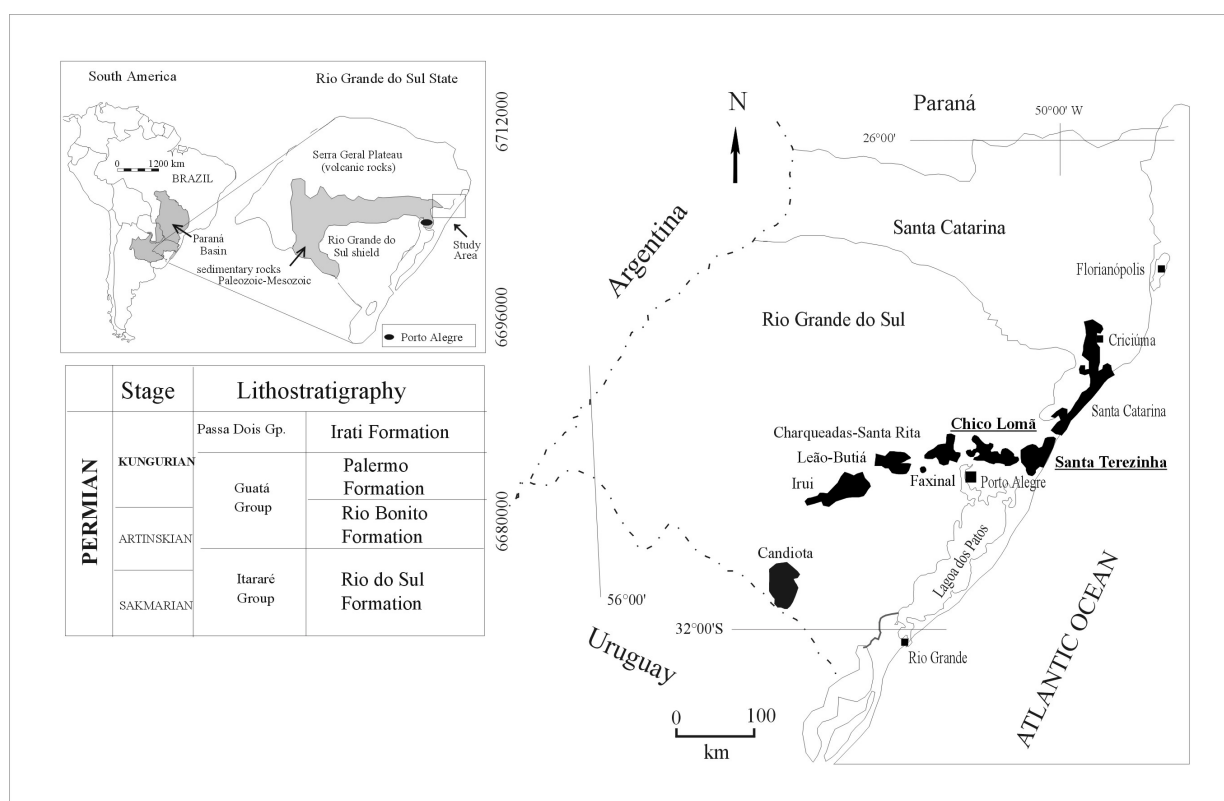 South America
Rio Grande do Sul State
Serra Geral Plateau
(volcanic rocks)
0 1200 km
BRAZIL
Paraná
Basin
Rio Grande do
Sul shield
Study
Area
sedimentary rocks
Paleozoic-Mesozoic
Porto Alegre
6712000
6696000
6680000
Stage Lithostratigraphy
PERMIAN
Passa Dois Gp. Irati Formation
KUNGURIAN
Palermo
Formation
Guatá
Group
Rio Bonito
Formation
ARTINSKIAN
Itararé
Group
Rio do Sul
Formation
SAKMARIAN
N
Paraná
50°00' W
26°00'
Argentina
Santa Catarina
Florianópolis
Rio Grande do Sul
Criciúma
Santa Catarina
Chico Lomã
Charqueadas-Santa Rita
Leão-Butiá
Santa Terezinha
Irui
Faxinal
Porto Alegre
Candiota
Lagoa dos Patos
56°00'
32°00'S
Uruguay
Rio Grande
ATLANTIC OCEAN
0 100
km